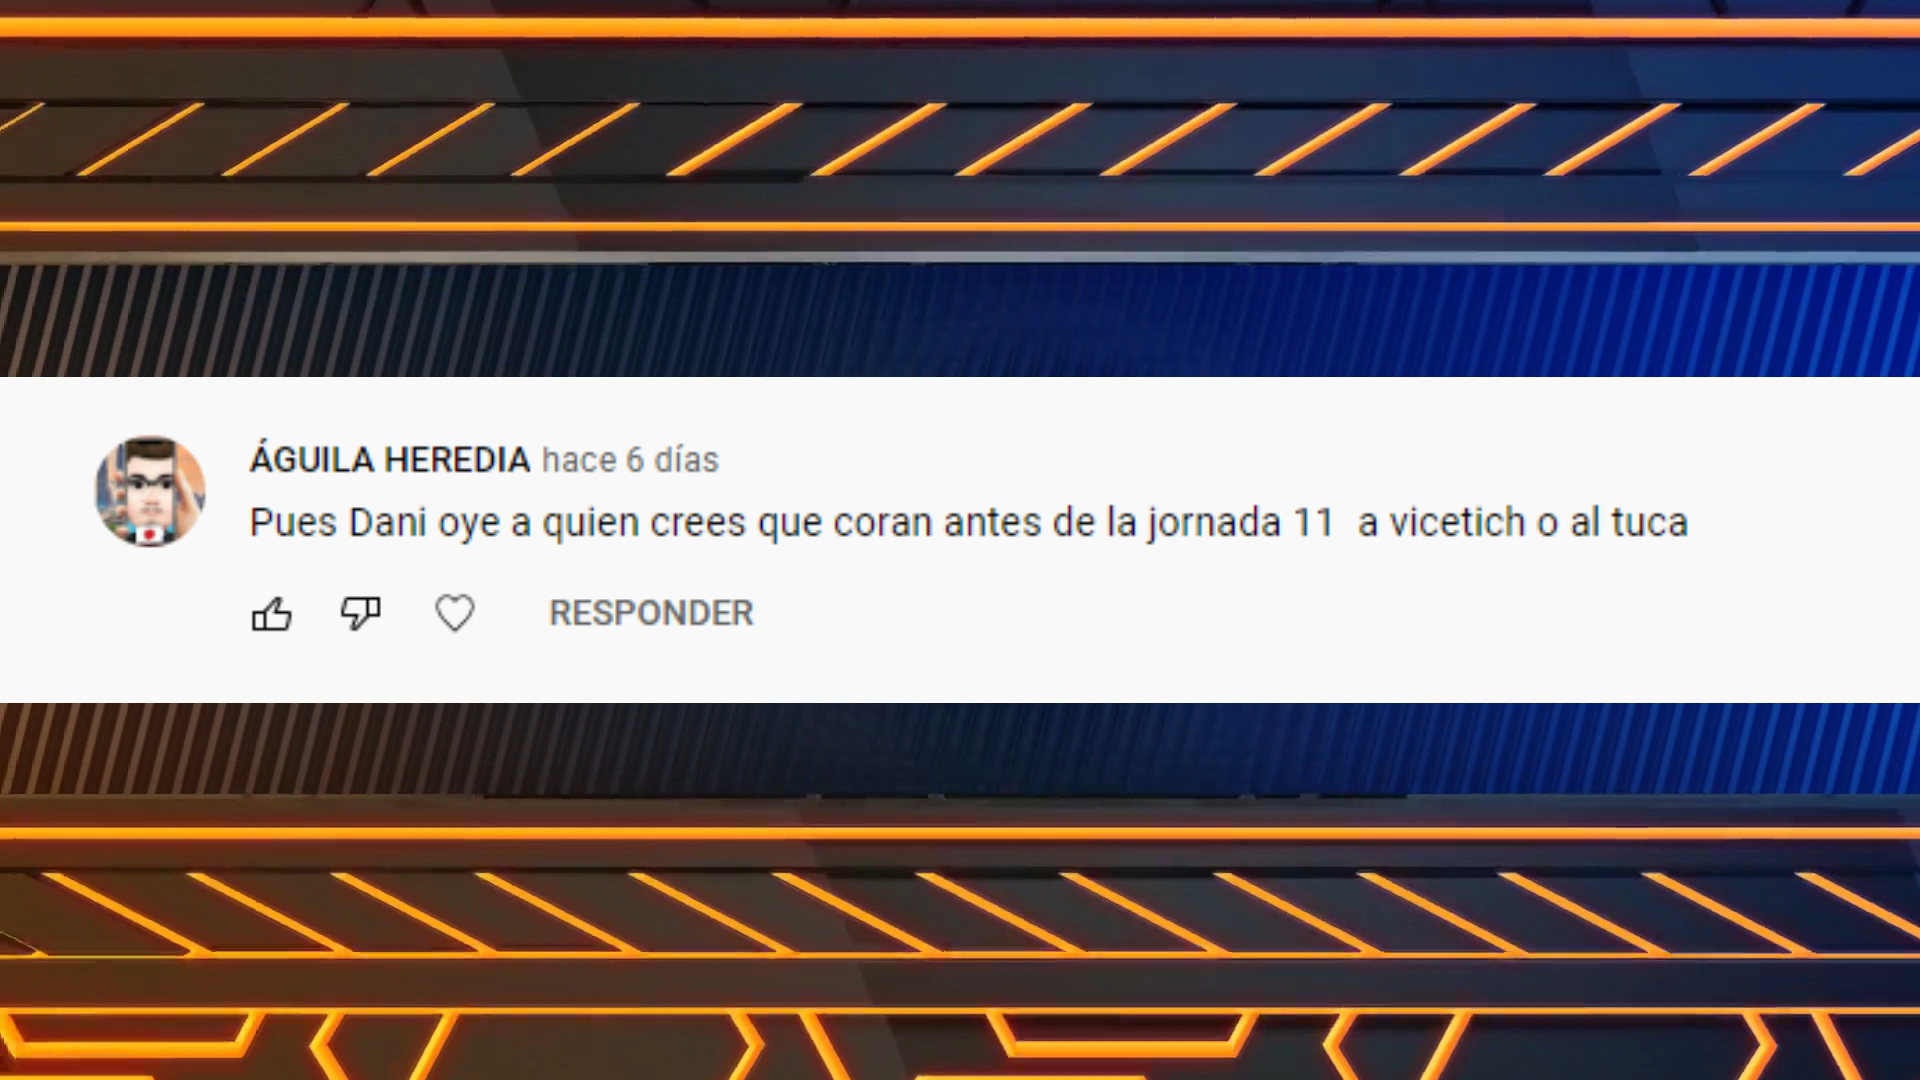 ÁGUILA HEREDIA hace 6 días
Pues Dani oye a quien crees que coran antes de la jornada 11  a vicetich o al tuca
RESPONDER